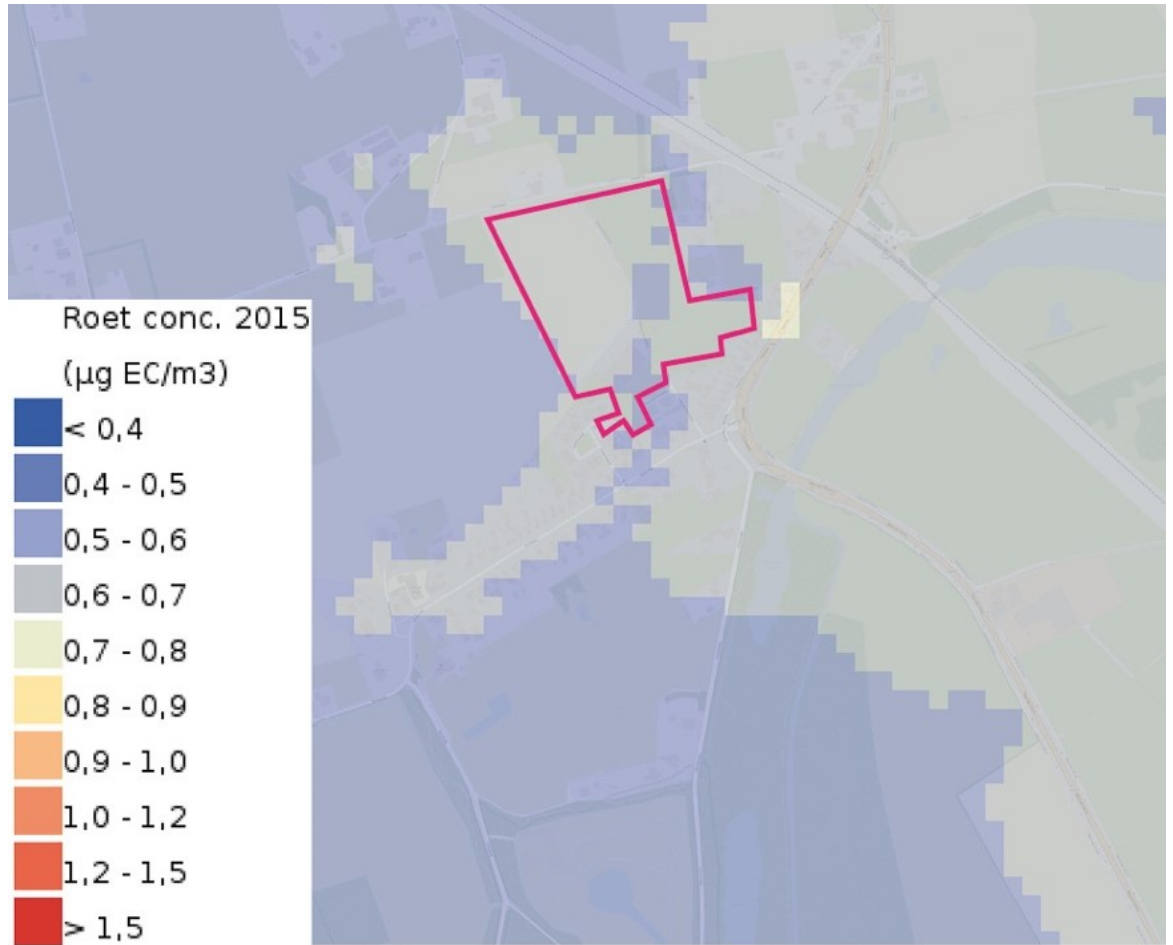 Roet conc. 2015
(µg EC/m3)
< 0,4
0,4 - 0,5
0,5 - 0,6
0,6 - 0,7
0,7 - 0,8
0,8 - 0,9
0,9 - 1,0
1,0 - 1,2
1,2 - 1,5
> 1,5